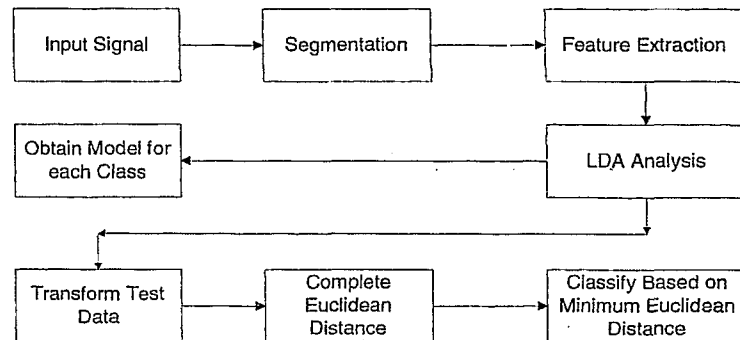 Input Signal
Segmentation
Feature Extraction
Obtain Model for
each Class
LDA Analysis
Transform Test
Data
Complete
Euclidean
Distance
Classify Based on
Minimum Euclidean
Distance